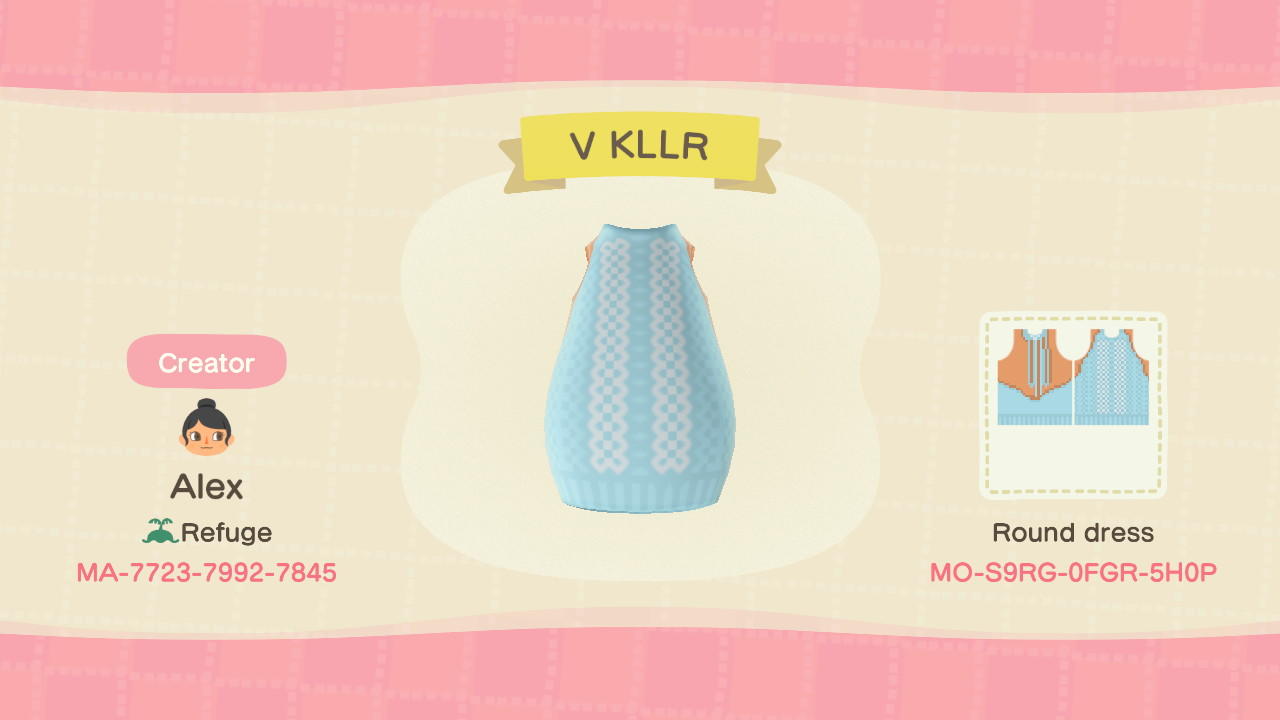 V KLLR
Creator
Alex
Refuge
MA-7723-7992-7845
Round dress
MO-S9RG-0FGR-5H0P